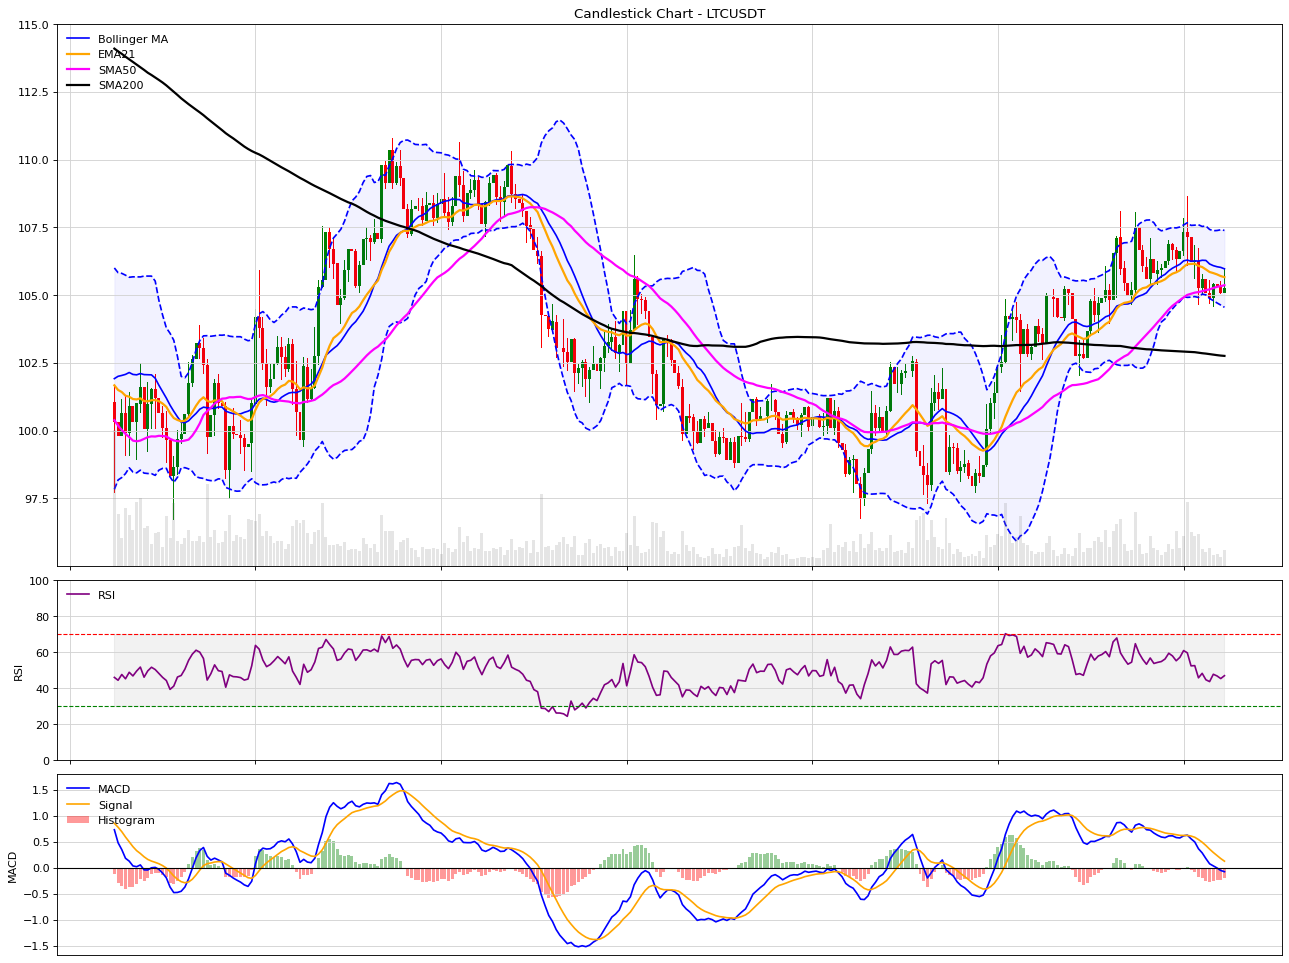 Candlestick Chart - LTCUSDT
115.0
112.5
110.0
107.5
105.0
102.5
100.0
97.5
Bollinger MA
EMA21
SMA50
SMA200
100
80
60
40
20
0
RSI
RSI
1.5
1.0
0.5
0.0
−0.5
−1.0
−1.5
MACD
MACD
Signal
Histogram